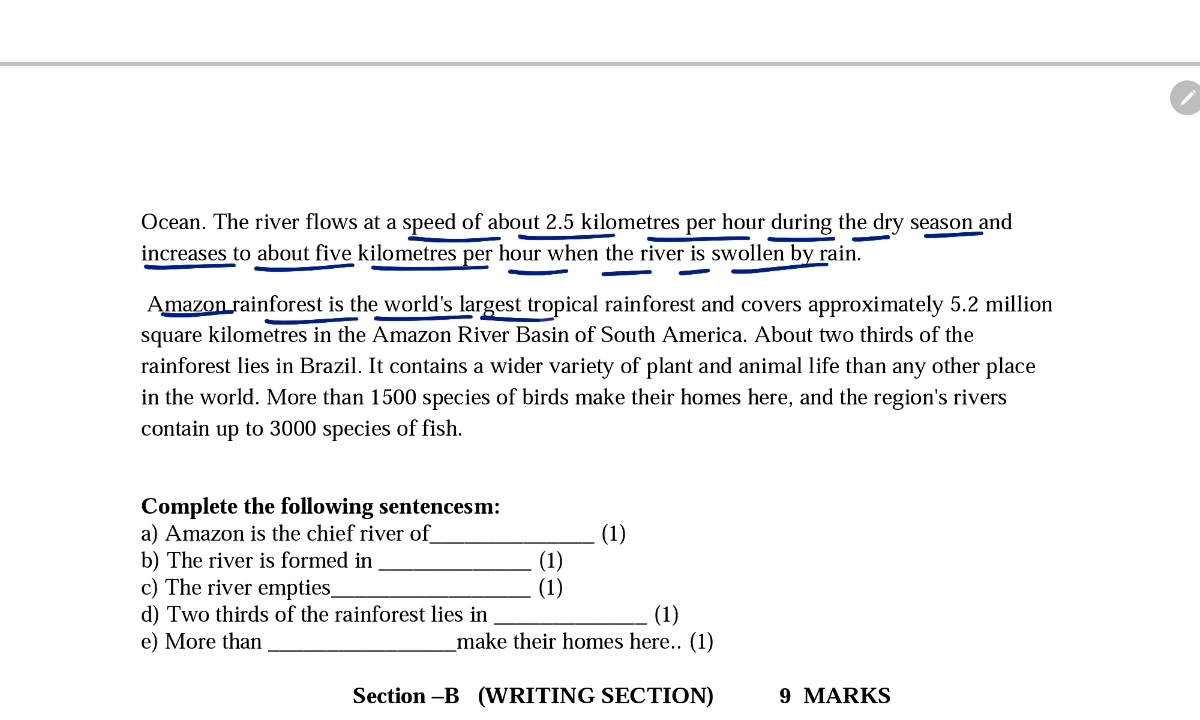 Ocean. The river flows at a speed of about 2.5 kilometres per hour during the dry season and
increases to about five kilometres per hour when the river is swollen by rain.
Amazon rainforest is the world's largest tropical rainforest and covers approximately 5.2 million
square kilometres in the Amazon River Basin of South America. About two thirds of the
rainforest lies in Brazil. It contains a wider variety of plant and animal life than any other place
in the world. More than 1500 species of birds make their homes here, and the region's rivers
contain up to 3000 species of fish.
Complete the following sentencesm:
a) Amazon is the chief river of______________ (1)
b) The river is formed in _____________ (1)
c) The river empties_________________ (1)
d) Two thirds of the rainforest lies in _____________ (1)
e) More than ________________make their homes here.. (1)
Section –B (WRITING SECTION) 9 MARKS